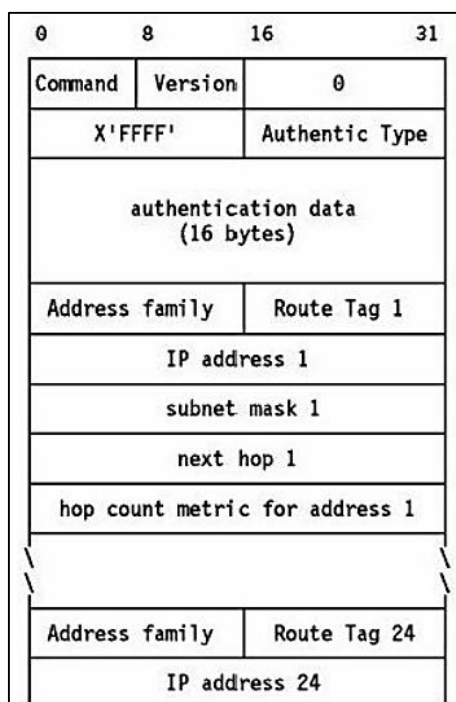 0 8 16 31
Command Version 0
X'FFFF' Authentic Type
authentication data
(16 bytes)
Address family Route Tag 1
IP address 1
subnet mask 1
next hop 1
hop count metric for address 1
Address family Route Tag 24
IP address 24